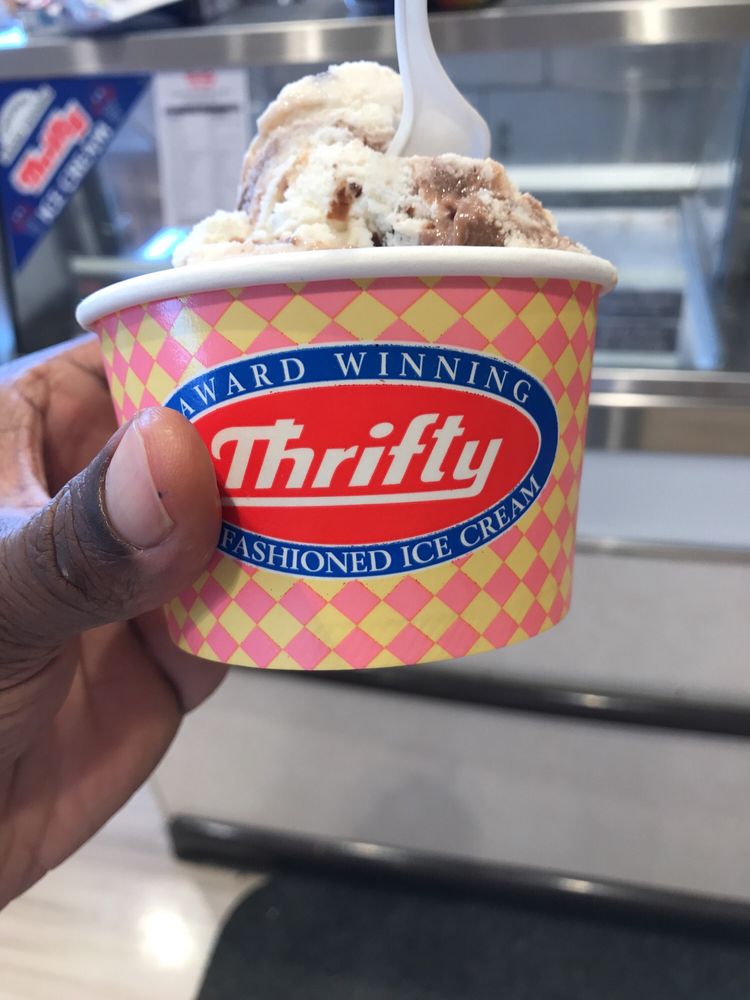 Thrifty
ICE CREAM
AWARD WINNING
Thrifty
FASHIONED ICE CREAM